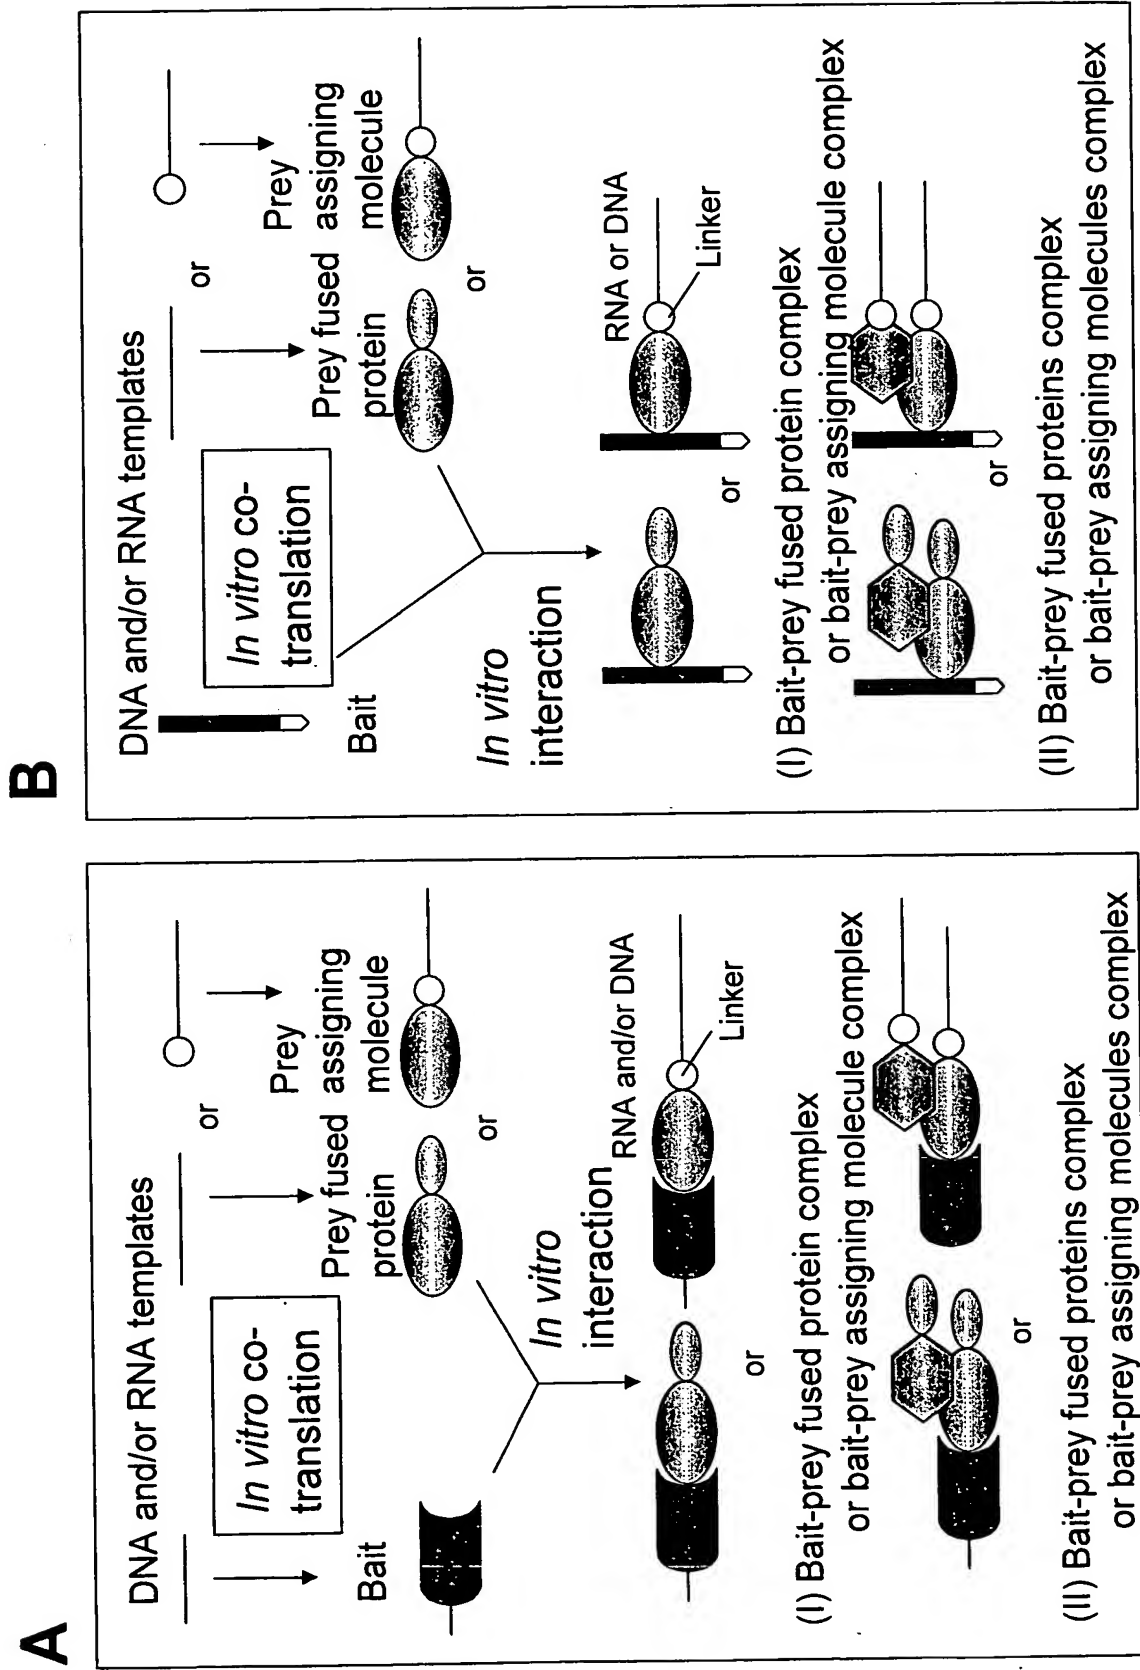 A
DNA and/or RNA templates
or
In vitro co-
translation
Bait
Prey fused
protein
Prey
assigning
molecule
or
In vitro
interaction
RNA and/or DNA
Linker
or
(I) Bait-prey fused protein complex
or bait-prey assigning molecule complex
or
(II) Bait-prey fused proteins complex
or bait-prey assigning molecules complex
B
DNA and/or RNA templates
or
In vitro co-
translation
Bait
Prey fused
protein
Prey
assigning
molecule
or
In vitro
interaction
RNA or DNA
Linker
or
(I) Bait-prey fused protein complex
or bait-prey assigning molecule complex
or
(II) Bait-prey fused proteins complex
or bait-prey assigning molecules complex